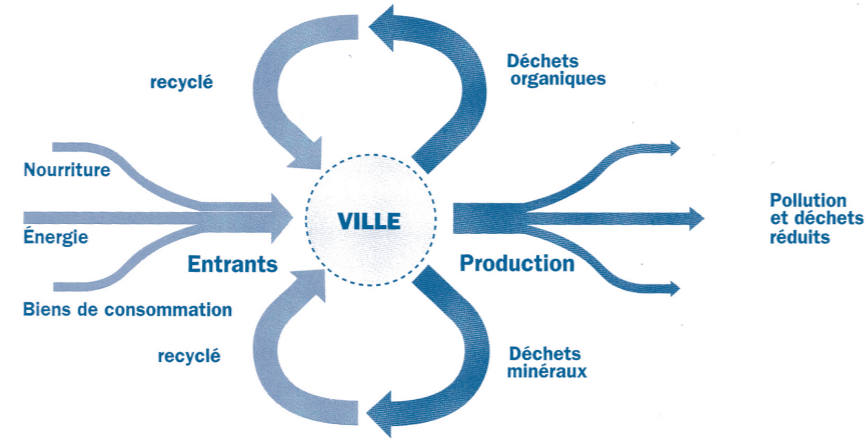 Déchets
organiques
recyclé
Nourriture
Énergie
Biens de consommation
Entrants
VILLE
Production
Pollution
et déchets
réduits
recyclé
Déchets
minéraux